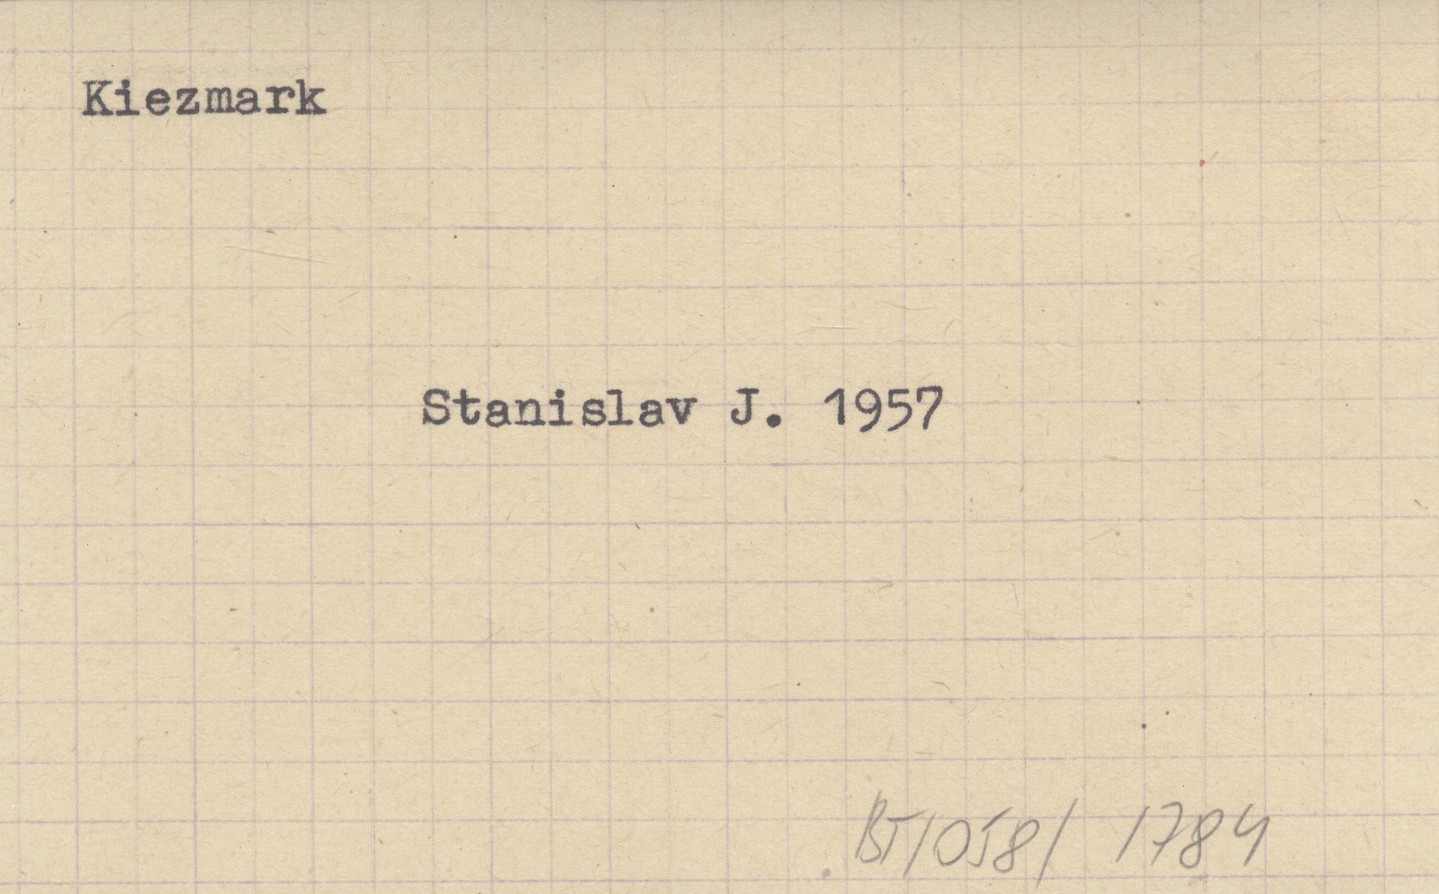 Kiezmark
Stanislav J. 1957
BT/058/ 1784